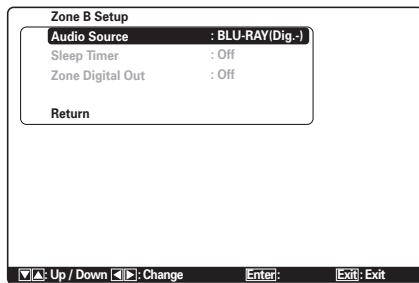 Zone B Setup
Audio Source : BLU-RAY(Dig.-)
Sleep Timer : Off
Zone Digital Out : Off
Return
▼▲: Up / Down ◀▶: Change Enter: Exit: Exit